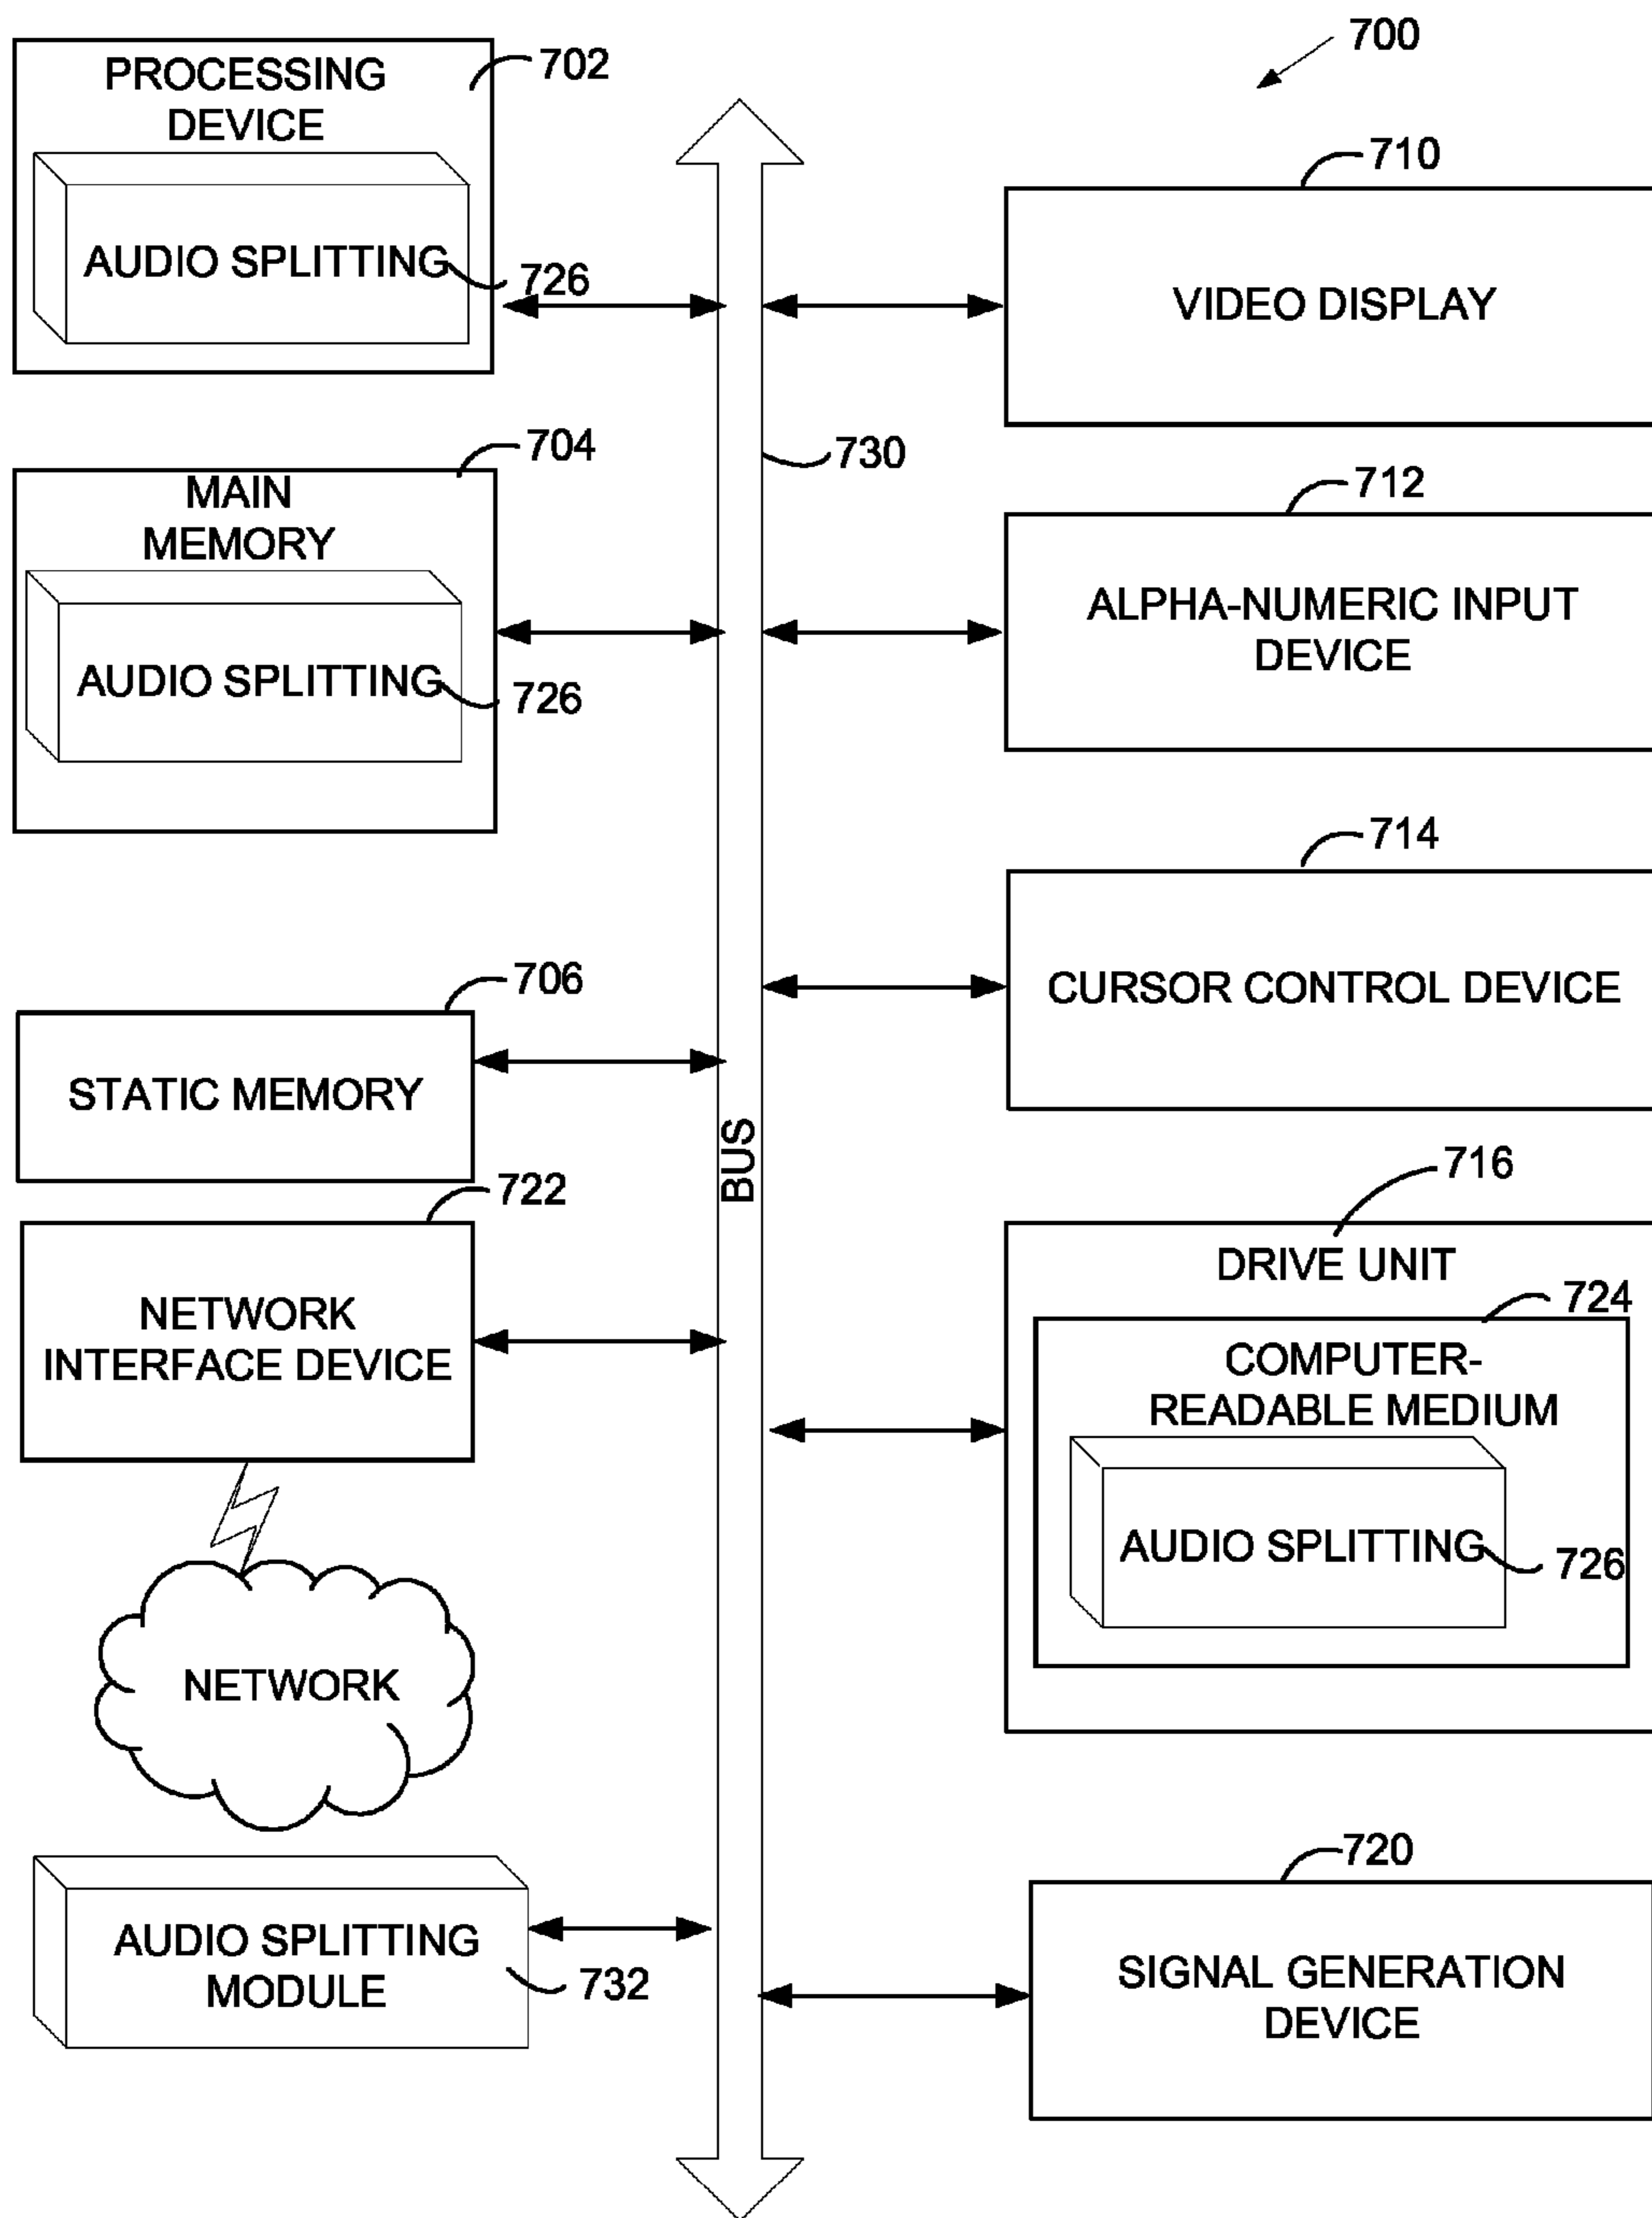 700
PROCESSING
DEVICE
702
AUDIO SPLITTING
726
710
VIDEO DISPLAY
730
704
MAIN
MEMORY
AUDIO SPLITTING
726
712
ALPHA-NUMERIC INPUT
DEVICE
714
CURSOR CONTROL DEVICE
706
STATIC MEMORY
BUS
722
NETWORK
INTERFACE DEVICE
716
DRIVE UNIT
724
COMPUTER-
READABLE MEDIUM
AUDIO SPLITTING
726
NETWORK
AUDIO SPLITTING
MODULE
732
720
SIGNAL GENERATION
DEVICE